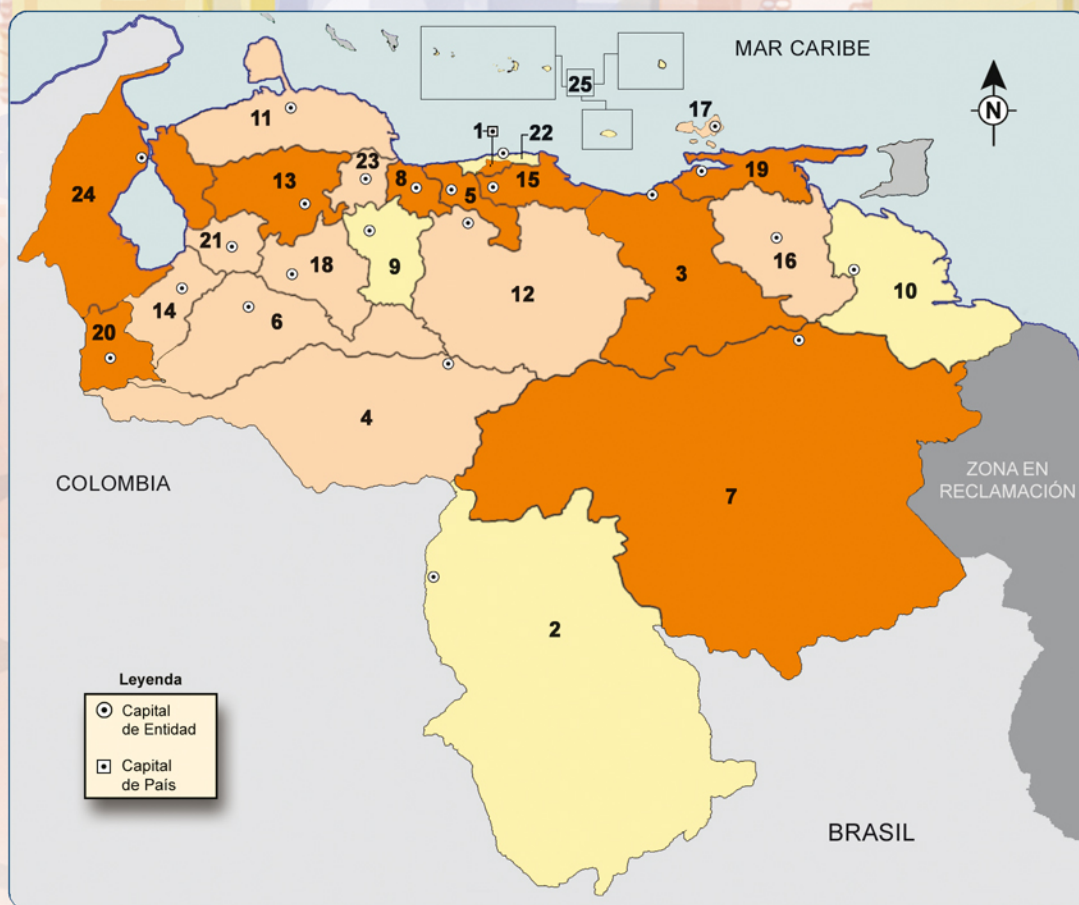 MAR CARIBE
25
N
17
11
1
22
23
13
8
15
19
24
5
21
18
9
3
16
10
12
14
6
20
4
COLOMBIA
ZONA EN
RECLAMACIÓN
7
2
Leyenda
Capital
de Entidad
Capital
de País
BRASIL